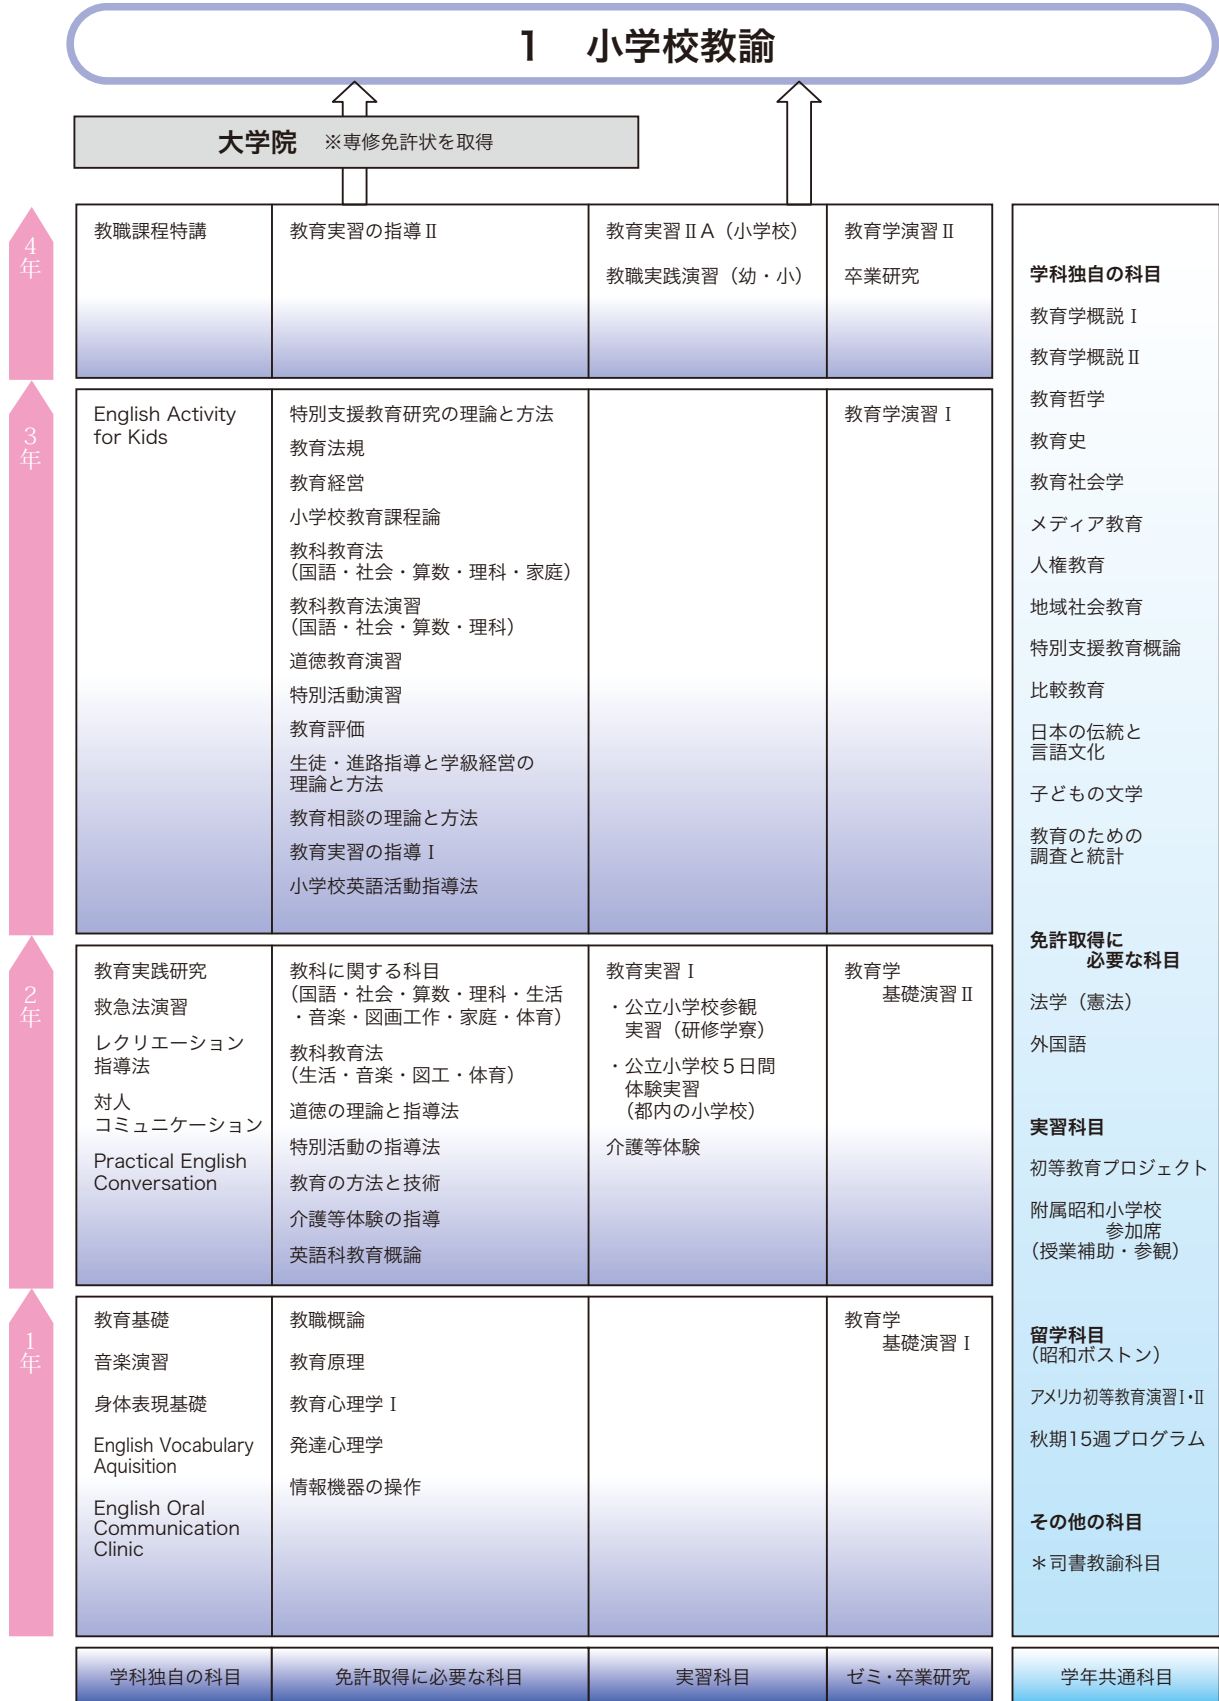 1 小学校教諭
大学院 ※専修免許状を取得
4年
教職課程特講
教育実習の指導Ⅱ
教育実習ⅡA（小学校）
教職実践演習（幼・小）
教育学演習Ⅱ
卒業研究
3年
English Activity
for Kids
特別支援教育研究の理論と方法
教育法規
教育経営
小学校教育課程論
教科教育法
（国語・社会・算数・理科・家庭）
教科教育法演習
（国語・社会・算数・理科）
道徳教育演習
特別活動演習
教育評価
生徒・進路指導と学級経営の
理論と方法
教育相談の理論と方法
教育実習の指導Ⅰ
小学校英語活動指導法
教育学演習Ⅰ
2年
教育実践研究
救急法演習
レクリエーション
指導法
対人
コミュニケーション
Practical English
Conversation
教科に関する科目
（国語・社会・算数・理科・生活
・音楽・図画工作・家庭・体育）
教科教育法
（生活・音楽・図工・体育）
道徳の理論と指導法
特別活動の指導法
教育の方法と技術
介護等体験の指導
英語科教育概論
教育実習Ⅰ
・公立小学校参観
実習（研修学寮）
・公立小学校５日間
体験実習
（都内の小学校）
介護等体験
教育学
基礎演習Ⅱ
1年
教育基礎
音楽演習
身体表現基礎
English Vocabulary
Aquisition
English Oral
Communication
Clinic
教職概論
教育原理
教育心理学Ⅰ
発達心理学
情報機器の操作
教育学
基礎演習Ⅰ
学科独自の科目
免許取得に必要な科目
実習科目
ゼミ・卒業研究
学科独自の科目
教育学概説Ⅰ
教育学概説Ⅱ
教育哲学
教育史
教育社会学
メディア教育
人権教育
地域社会教育
特別支援教育概論
比較教育
日本の伝統と
言語文化
子どもの文学
教育のための
調査と統計
免許取得に
必要な科目
法学（憲法）
外国語
実習科目
初等教育プロジェクト
附属昭和小学校
参加席
（授業補助・参観）
留学科目
（昭和ボストン）
アメリカ初等教育演習Ⅰ・Ⅱ
秋期15週プログラム
その他の科目
＊司書教諭科目
学年共通科目